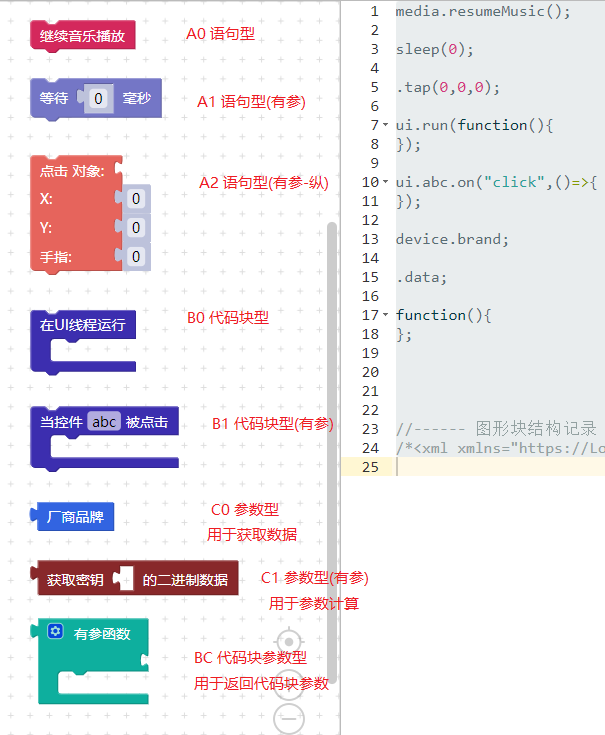 继续音乐播放
A0 语句型
等待 0 毫秒
A1 语句型(有参)
点击 对象:
X: 0
Y: 0
手指: 0
A2 语句型(有参-纵)
在UI线程运行
B0 代码块型
当控件 abc 被点击
B1 代码块型(有参)
厂商品牌
C0 参数型
用于获取数据
获取密钥 的二进制数据
C1 参数型(有参)
用于参数计算
有参函数
BC 代码块参数型
用于返回代码块参数
1 media.resumeMusic();
2
3 sleep(0);
4
5 .tap(0,0,0);
6
7 ui.run(function(){
8 });
9
10 ui.abc.on("click",()=>{
11 });
12
13 device.brand;
14
15 .data;
16
17 function(){
18 };
19
20
21
22
23 //------ 图形块结构记录
24 /*<xml xmlns="https://Lo
25